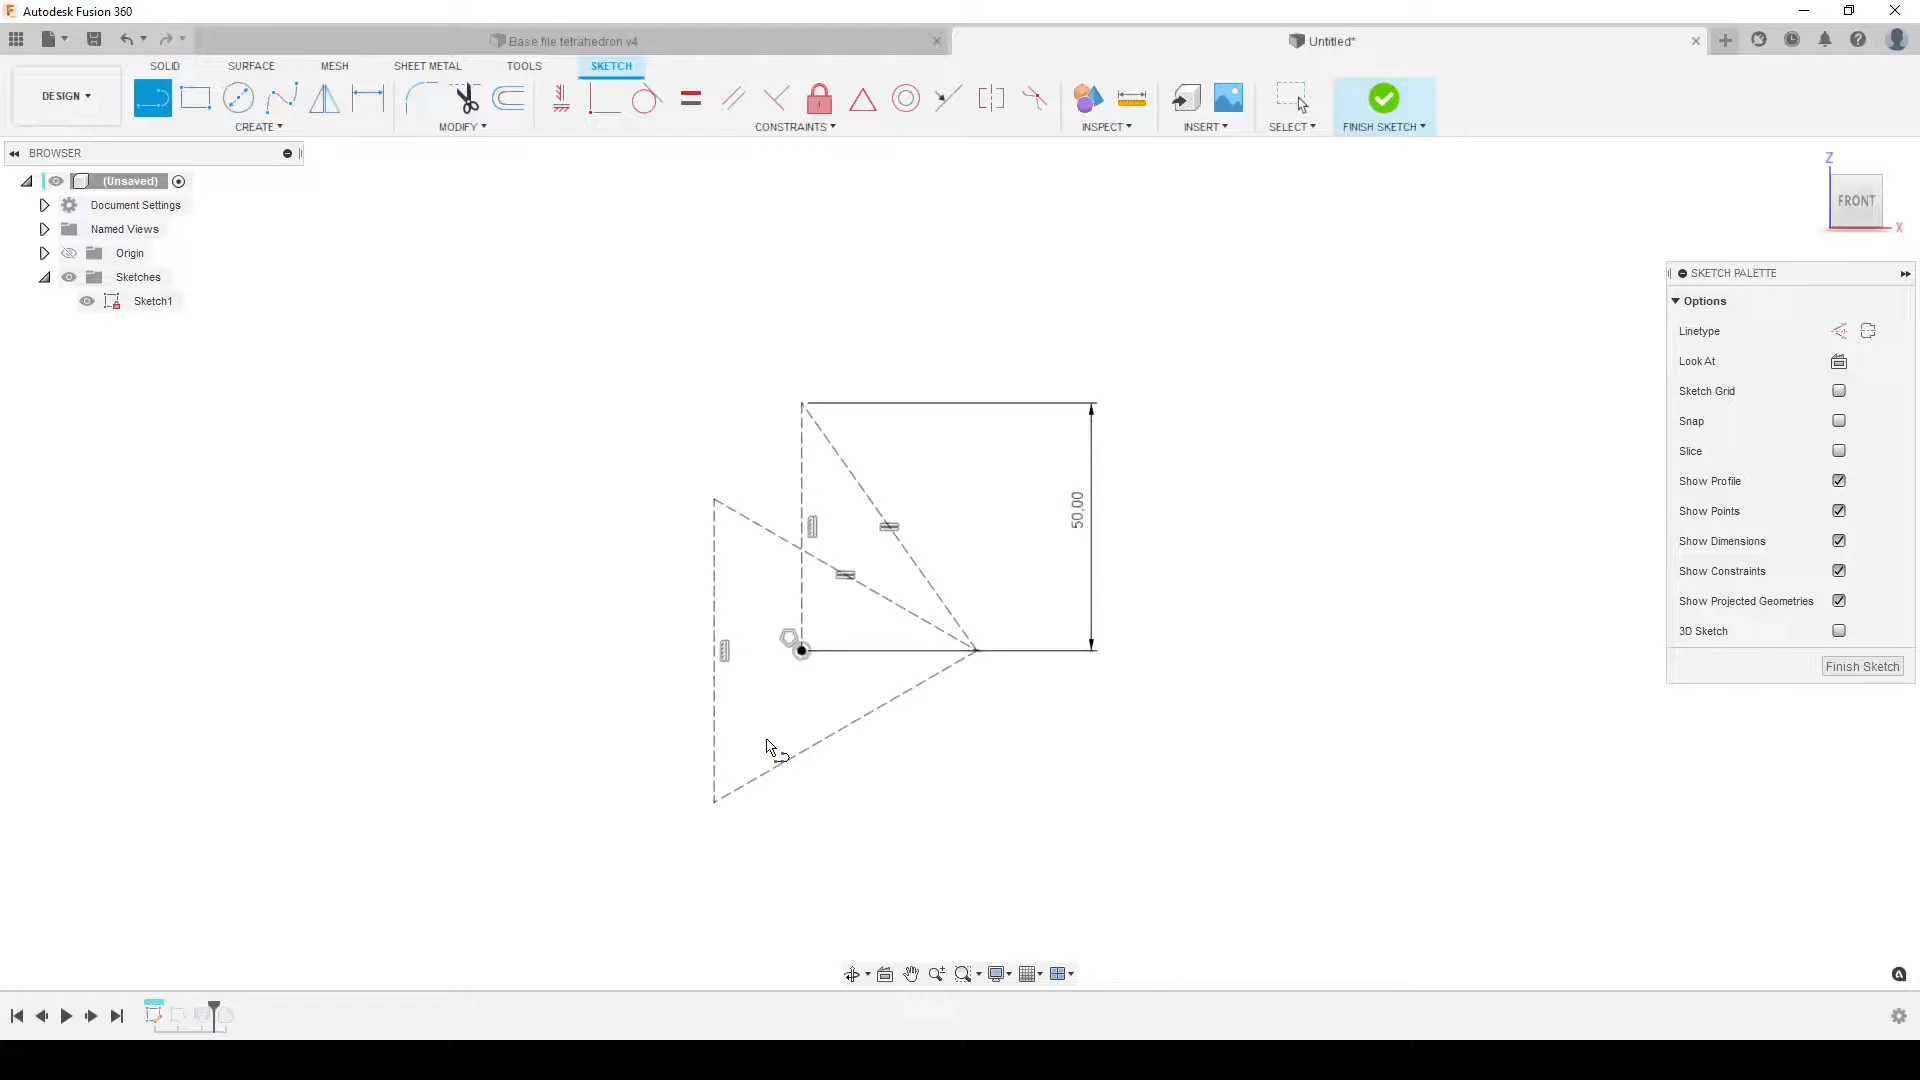 Autodesk Fusion 360
Base file tetrahedron v4
Untitled*
SOLID SURFACE MESH SHEET METAL TOOLS SKETCH
DESIGN
CREATE MODIFY CONSTRAINTS INSPECT INSERT SELECT FINISH SKETCH
BROWSER
(Unsaved)
Document Settings
Named Views
Origin
Sketches
Sketch1
Z
FRONT
X
SKETCH PALETTE
Options
Linetype
Look At
Sketch Grid
Snap
Slice
Show Profile
Show Points
Show Dimensions
Show Constraints
Show Projected Geometries
3D Sketch
Finish Sketch
50,00